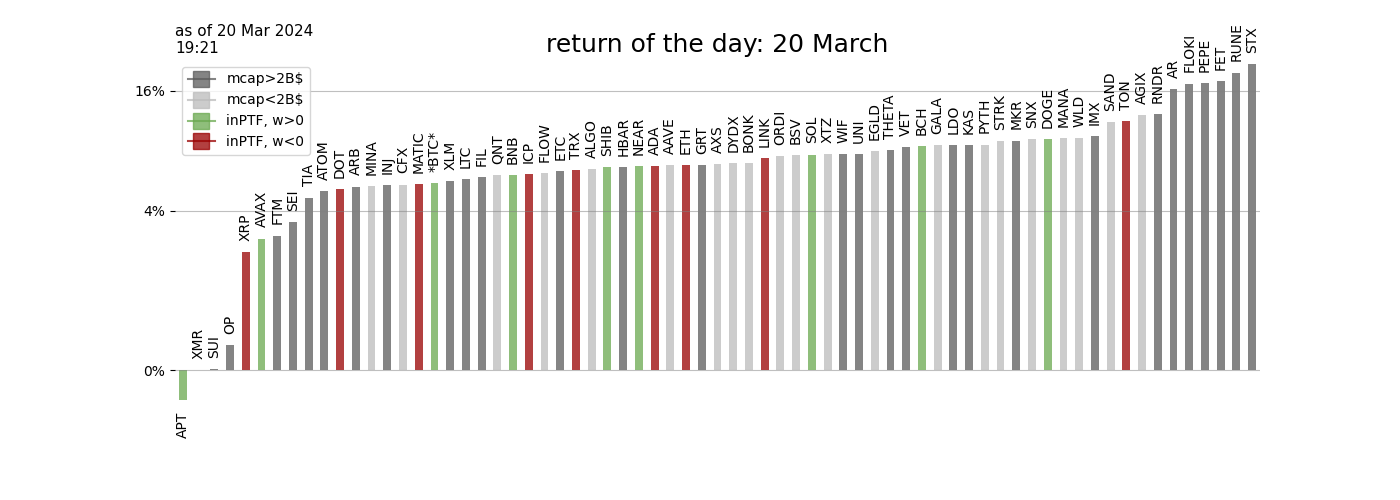 as of 20 Mar 2024
19:21
return of the day: 20 March
mcap>2B$
mcap<2B$
inPTF, w>0
inPTF, w<0
16%
4%
0%
APT
XMR
SUI
OP
XRP
AVAX
FTM
SEI
TIA
ATOM
DOT
ARB
MINA
INJ
CFX
MATIC
*BTC*
XLM
LTC
FIL
QNT
BNB
ICP
FLOW
ETC
TRX
ALGO
SHIB
HBAR
NEAR
ADA
AAVE
ETH
GRT
AXS
DYDX
BONK
LINK
ORDI
BSV
SOL
XTZ
WIF
UNI
EGLD
THETA
VET
BCH
GALA
LDO
KAS
PYTH
STRK
MKR
SNX
DOGE
MANA
WLD
IMX
SAND
TON
AGIX
RNDR
AR
FLOKI
PEPE
FET
RUNE
STX